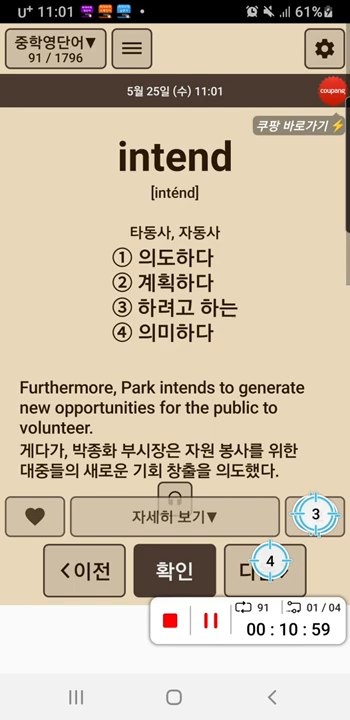 U+ 11:01 61%
중학영단어▼
91 / 1796
5월 25일 (수) 11:01
coupang
쿠팡 바로가기⚡
intend
[inténd]
타동사, 자동사
① 의도하다
② 계획하다
③ 하려고 하는
④ 의미하다
Furthermore, Park intends to generate
new opportunities for the public to
volunteer.
게다가, 박종화 부시장은 자원 봉사를 위한
대중들의 새로운 기회 창출을 의도했다.
자세히 보기▼
3
<이전
확인
4
91
01 / 04
00 : 10 : 59